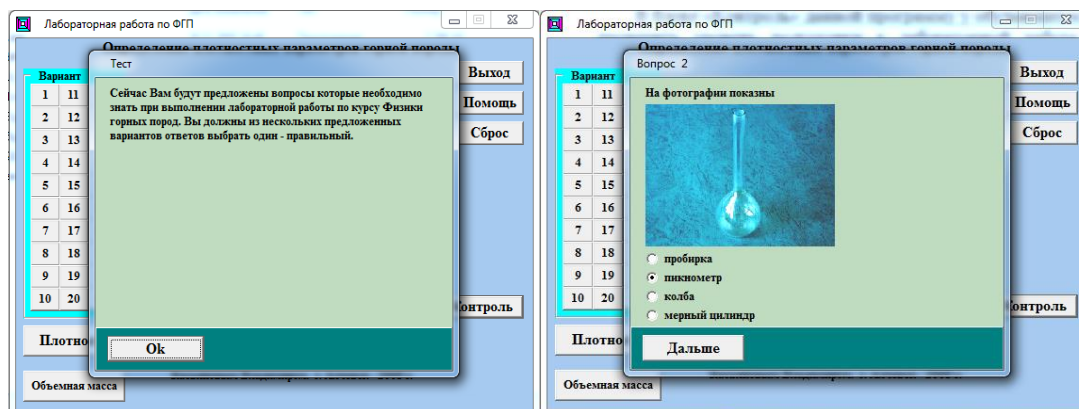 Лабораторная работа по ФГП
Определение плотностных параметров горной породы
Вариант
1 11
2 12
3 13
4 14
5 15
6 16
7 17
8 18
9 19
10 20
Выход
Помощь
Сброс
Тест
Сейчас Вам будут предложены вопросы которые необходимо
знать при выполнении лабораторной работы по курсу Физики
горных пород. Вы должны из нескольких предложенных
вариантов ответов выбрать один - правильный.
Ok
онтроль
Плотно
Объемная масса
Лабораторная работа по ФГП
Определение плотностных параметров горной породы
Вариант
1 11
2 12
3 13
4 14
5 15
6 16
7 17
8 18
9 19
10 20
Выход
Помощь
Сброс
Вопрос 2
На фотографии показны
пробирка
пикнометр
колба
мерный цилиндр
Дальше
онтроль
Плотно
Объемная масса